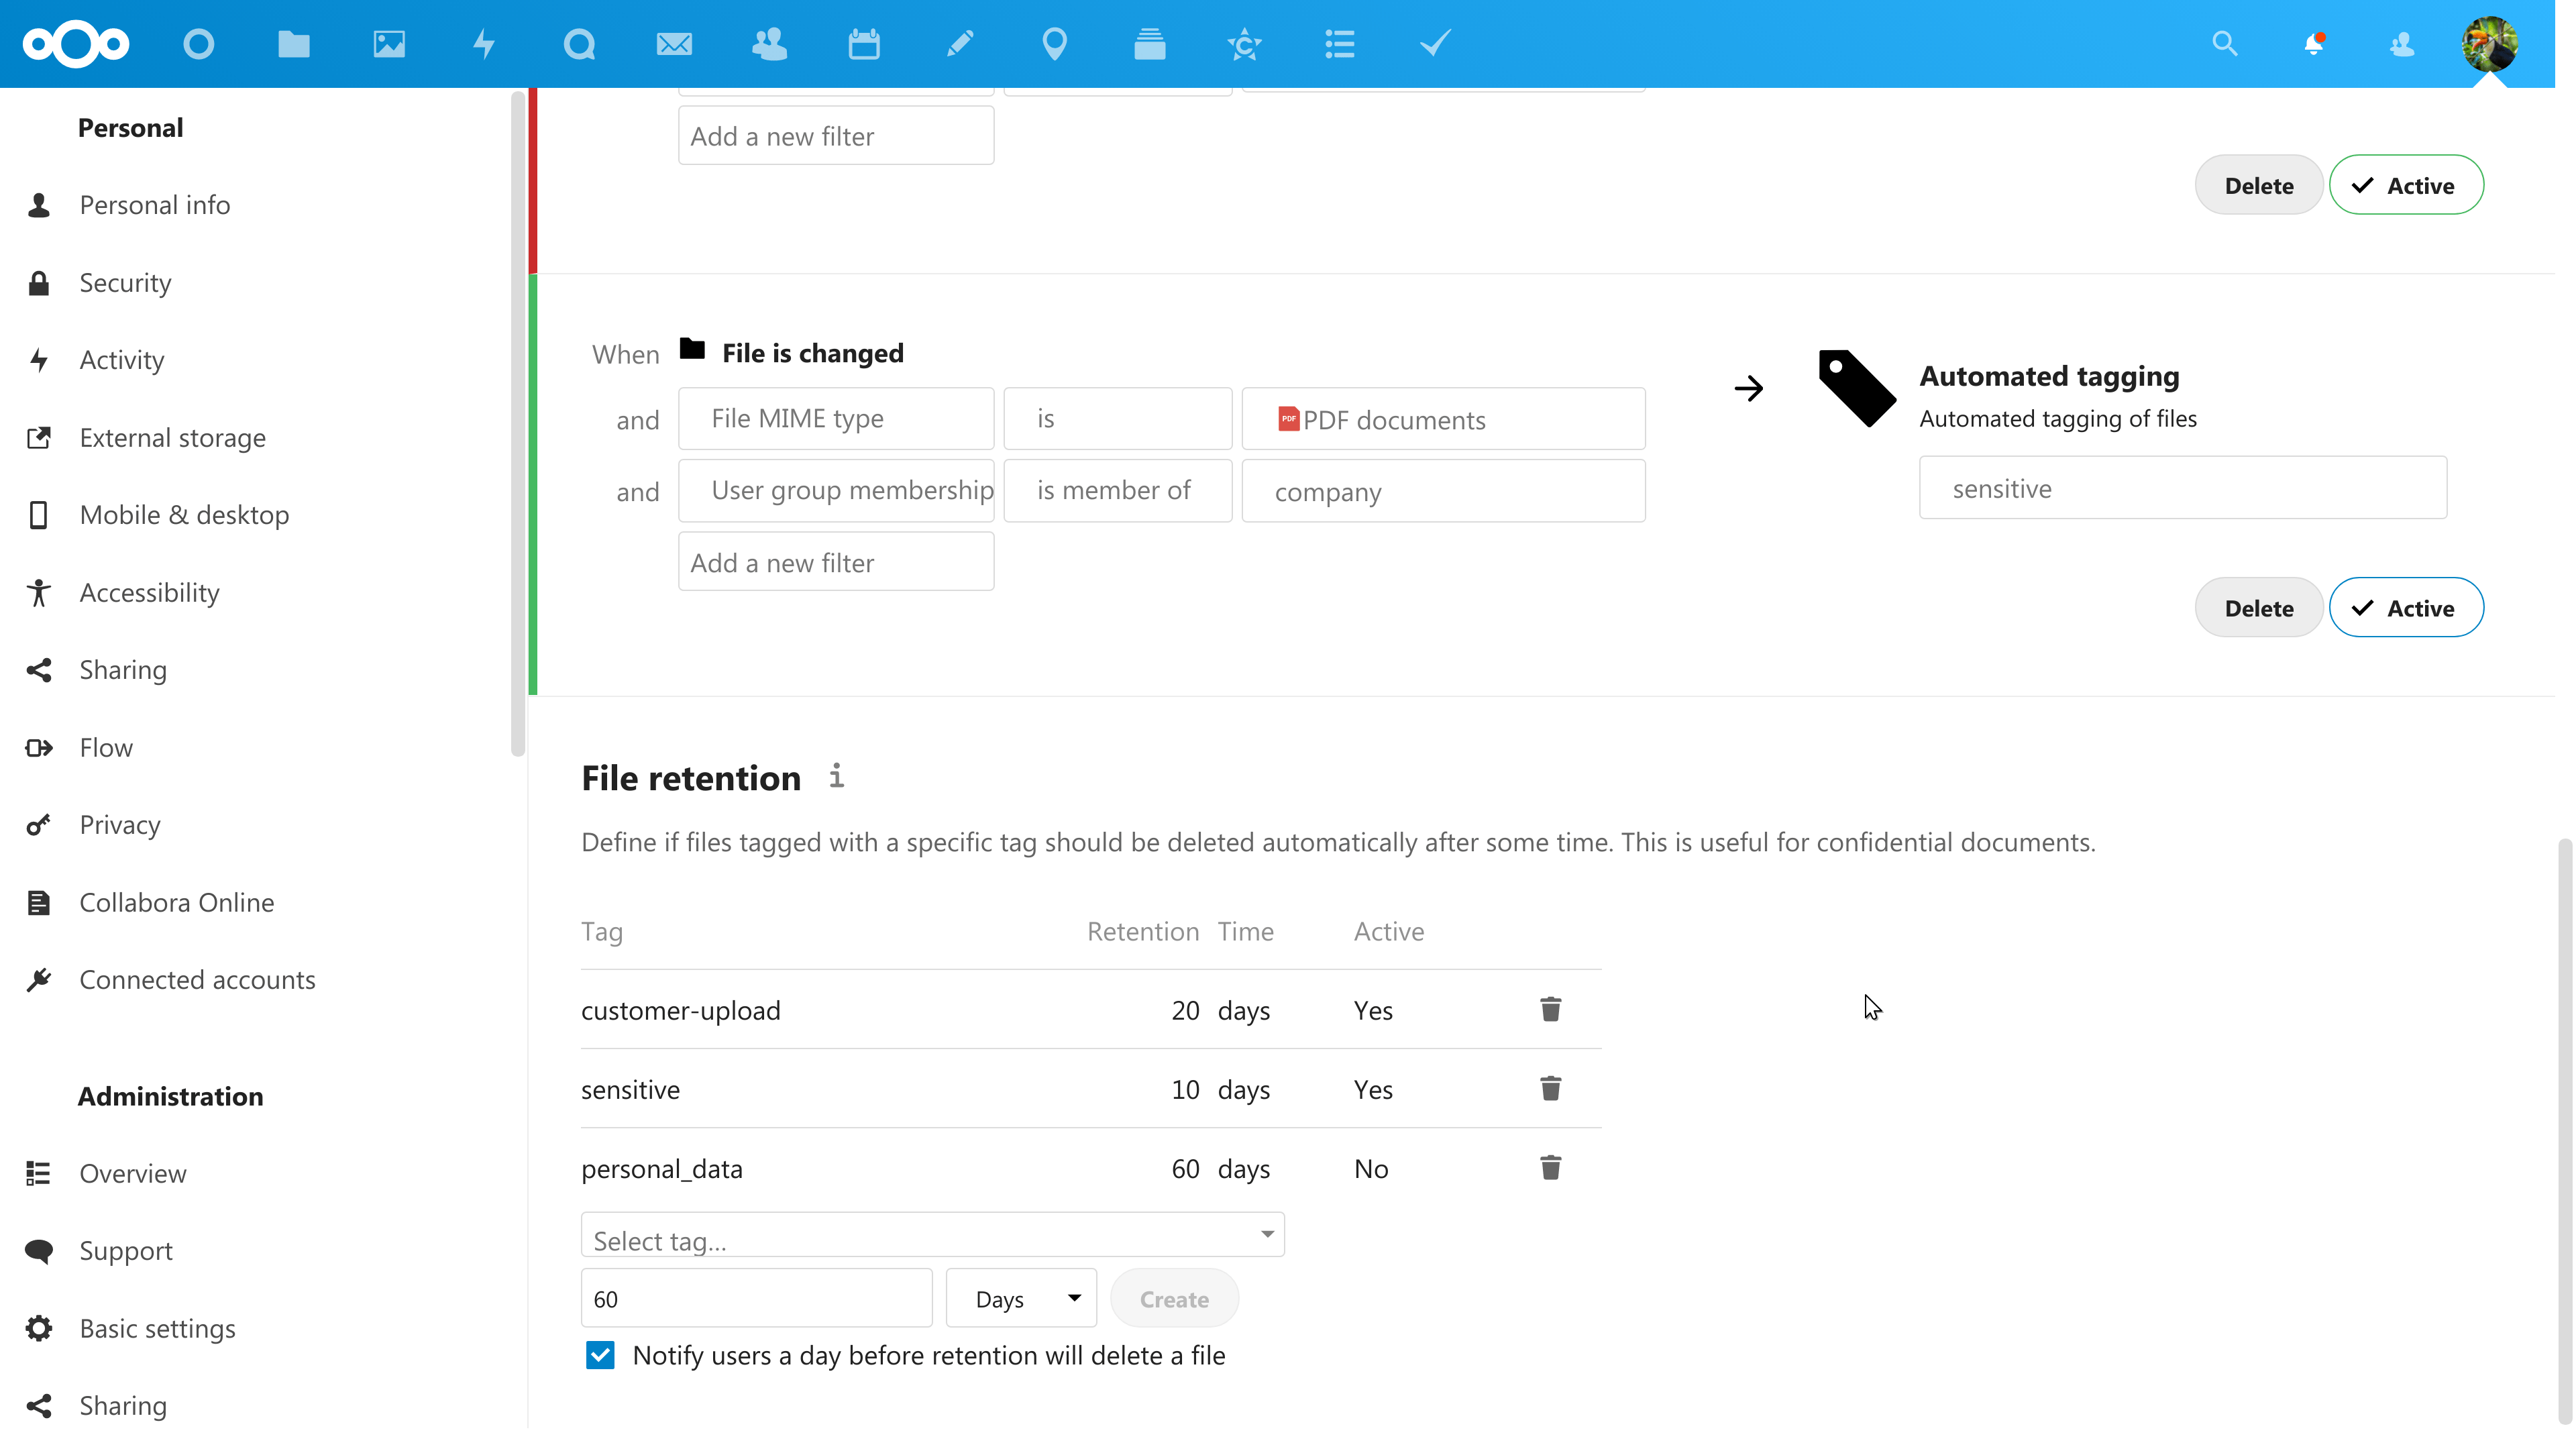 Personal
Personal info
Security
Activity
External storage
Mobile & desktop
Accessibility
Sharing
Flow
Privacy
Collabora Online
Connected accounts
Administration
Overview
Support
Basic settings
Sharing
Add a new filter
Delete
Active
When File is changed
and File MIME type is PDF PDF documents
and User group membership is member of company
Add a new filter
Automated tagging
Automated tagging of files
sensitive
Delete
Active
File retention
Define if files tagged with a specific tag should be deleted automatically after some time. This is useful for confidential documents.
Tag Retention Time Active
customer-upload 20 days Yes
sensitive 10 days Yes
personal_data 60 days No
Select tag...
60 Days Create
Notify users a day before retention will delete a file